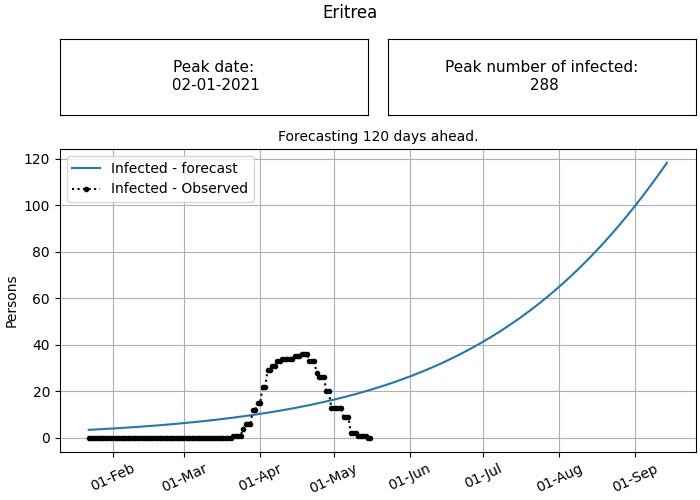 Eritrea
Peak date:
02-01-2021
Peak number of infected:
288
Forecasting 120 days ahead.
Infected - forecast
Infected - Observed
Persons
120
100
80
60
40
20
0
01-Feb
01-Mar
01-Apr
01-May
01-Jun
01-Jul
01-Aug
01-Sep